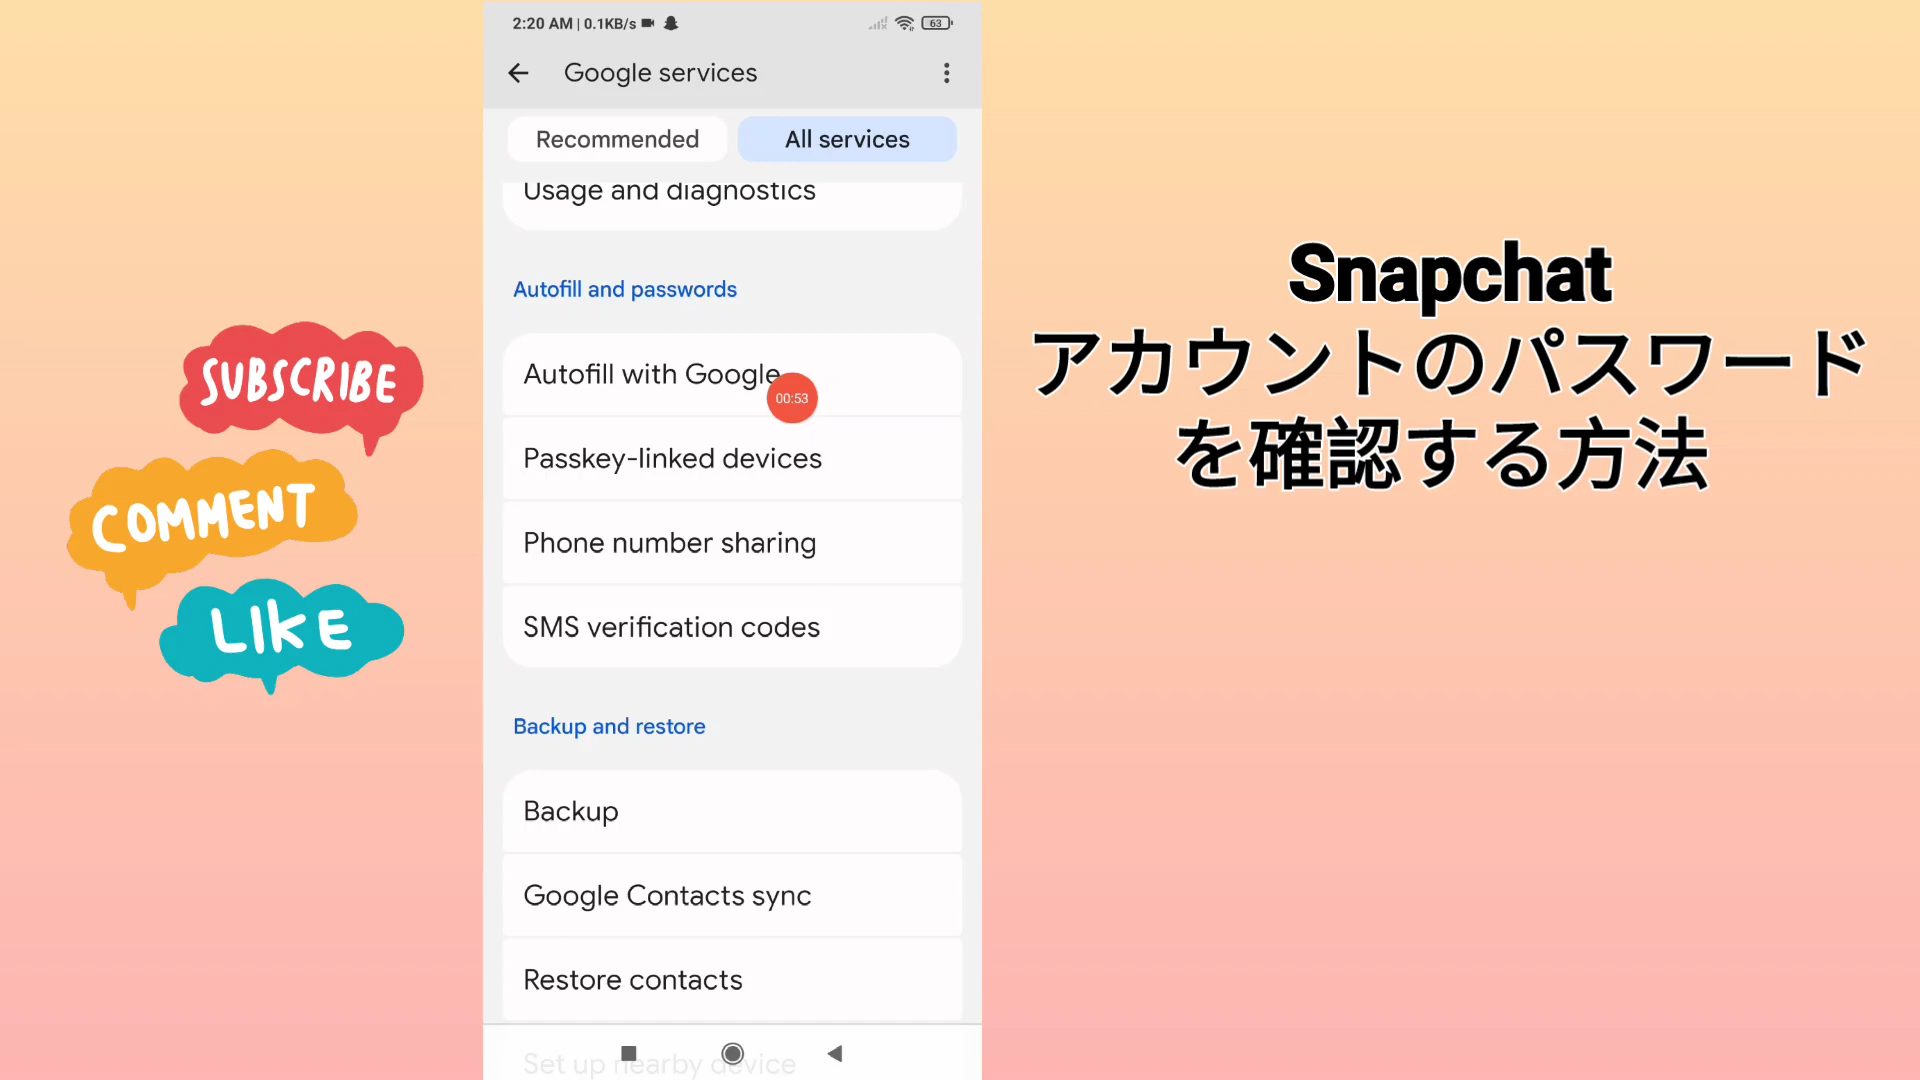 2:20 AM | 0.1KB/s
63
Google services
Recommended
All services
Usage and diagnostics
Autofill and passwords
Autofill with Google
00:53
Passkey-linked devices
Phone number sharing
SMS verification codes
Backup and restore
Backup
Google Contacts sync
Restore contacts
Set up nearby device
SUBSCRIBE
COMMENT
LIKE
Snapchat
アカウントのパスワード
を確認する方法